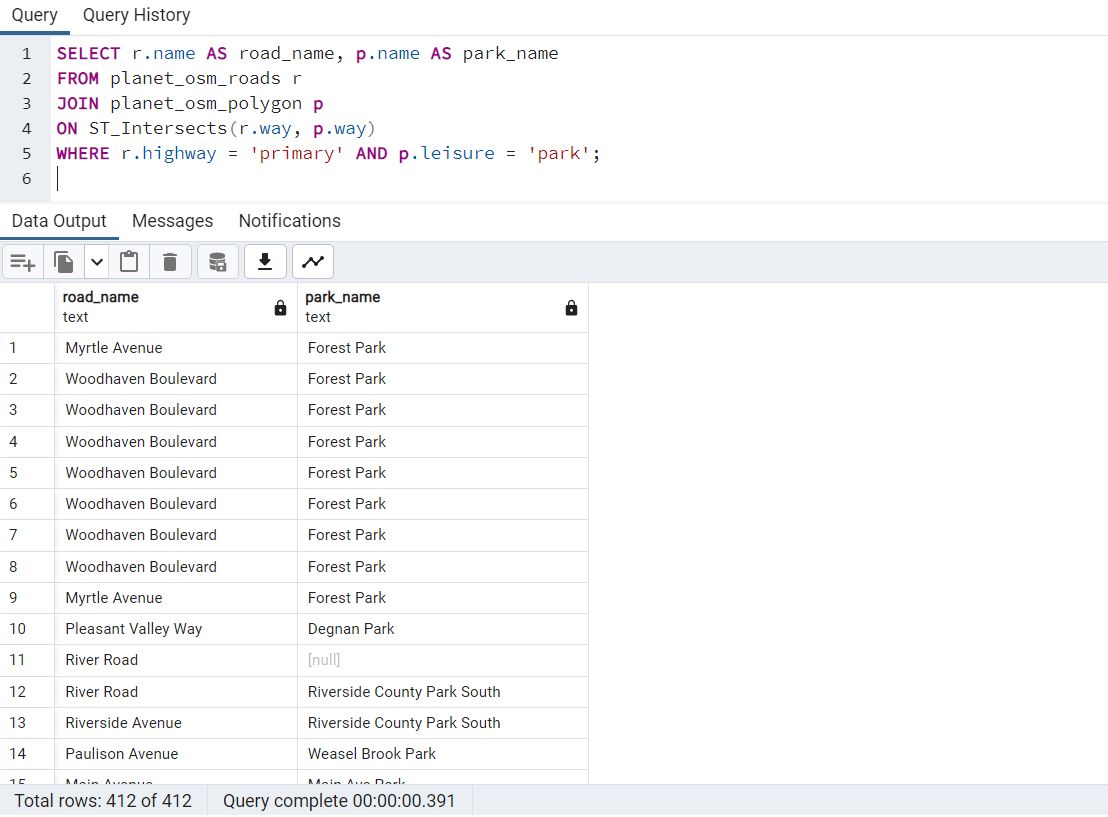 Query Query History
1 SELECT r.name AS road_name, p.name AS park_name
2 FROM planet_osm_roads r
3 JOIN planet_osm_polygon p
4 ON ST_Intersects(r.way, p.way)
5 WHERE r.highway = 'primary' AND p.leisure = 'park';
6
Data Output Messages Notifications
road_name park_name
text text
1 Myrtle Avenue Forest Park
2 Woodhaven Boulevard Forest Park
3 Woodhaven Boulevard Forest Park
4 Woodhaven Boulevard Forest Park
5 Woodhaven Boulevard Forest Park
6 Woodhaven Boulevard Forest Park
7 Woodhaven Boulevard Forest Park
8 Woodhaven Boulevard Forest Park
9 Myrtle Avenue Forest Park
10 Pleasant Valley Way Degnan Park
11 River Road [null]
12 River Road Riverside County Park South
13 Riverside Avenue Riverside County Park South
14 Paulison Avenue Weasel Brook Park
15 Main Avenue Main Ave Park
Total rows: 412 of 412 Query complete 00:00:00.391